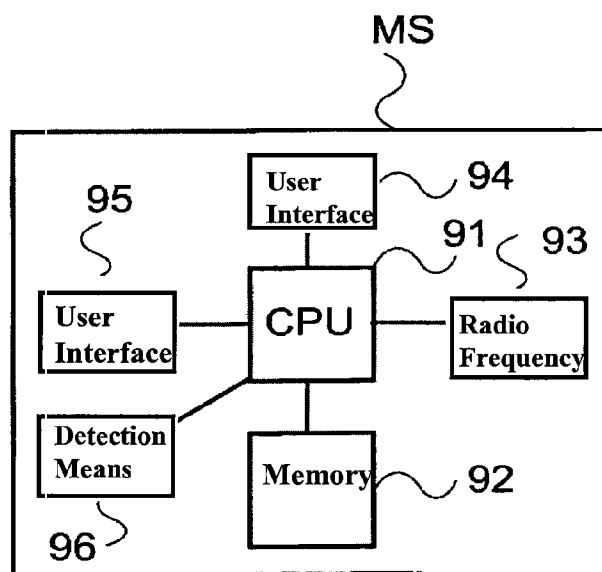 MS
User
Interface
94
95
91
93
User
Interface
CPU
Radio
Frequency
Detection
Means
Memory
92
96